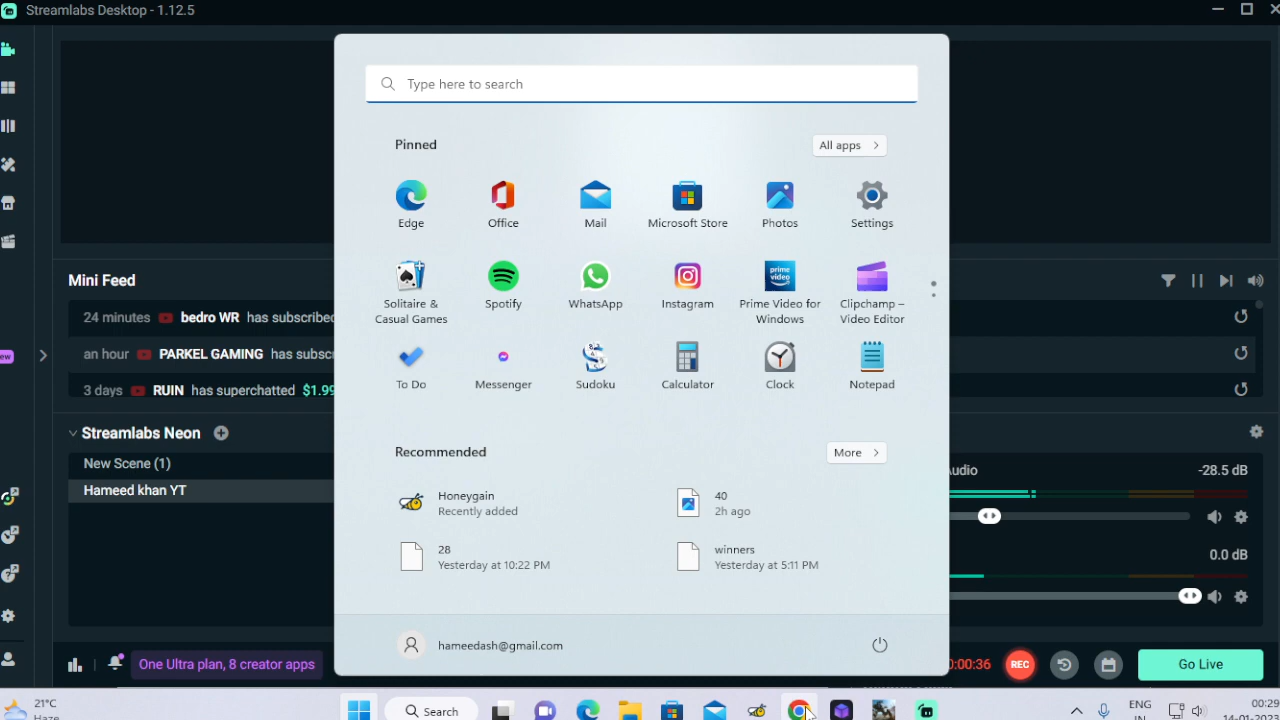 Streamlabs Desktop - 1.12.5
Type here to search
Pinned
All apps
Edge
Office
Mail
Microsoft Store
Photos
Settings
Solitaire &
Casual Games
Spotify
WhatsApp
Instagram
prime
video
Prime Video for
Windows
Clipchamp –
Video Editor
To Do
Messenger
Sudoku
Calculator
Clock
Notepad
Mini Feed
24 minutes bedro WR has subscribed
an hour PARKEL GAMING has subsc
3 days RUIN has superchatted $1.99
ew
Streamlabs Neon
New Scene (1)
Hameed khan YT
Recommended
More
Honeygain
Recently added
40
2h ago
28
Yesterday at 10:22 PM
winners
Yesterday at 5:11 PM
Audio
-28.5 dB
0.0 dB
hameedash@gmail.com
One Ultra plan, 8 creator apps
0:00:36
REC
Go Live
21°C
Haze
Search
ENG
IN
00:29